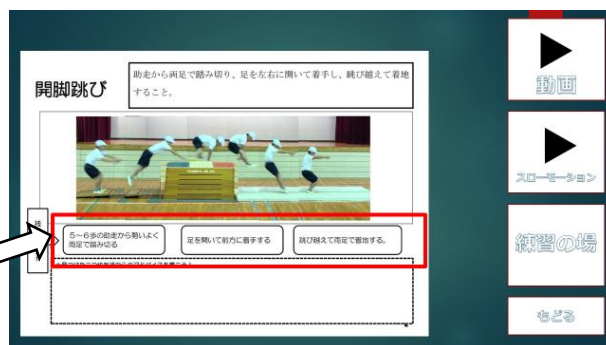 開脚跳び
助走から両足で踏み切り、足を左右に開いて着手し、跳び越えて着地
すること。
5～6歩の助走から勢いよく
両足で踏み切る
足を開いて前方に着手する
跳び越えて両足で着地する。
動画
スローモーション
練習の場
もどる